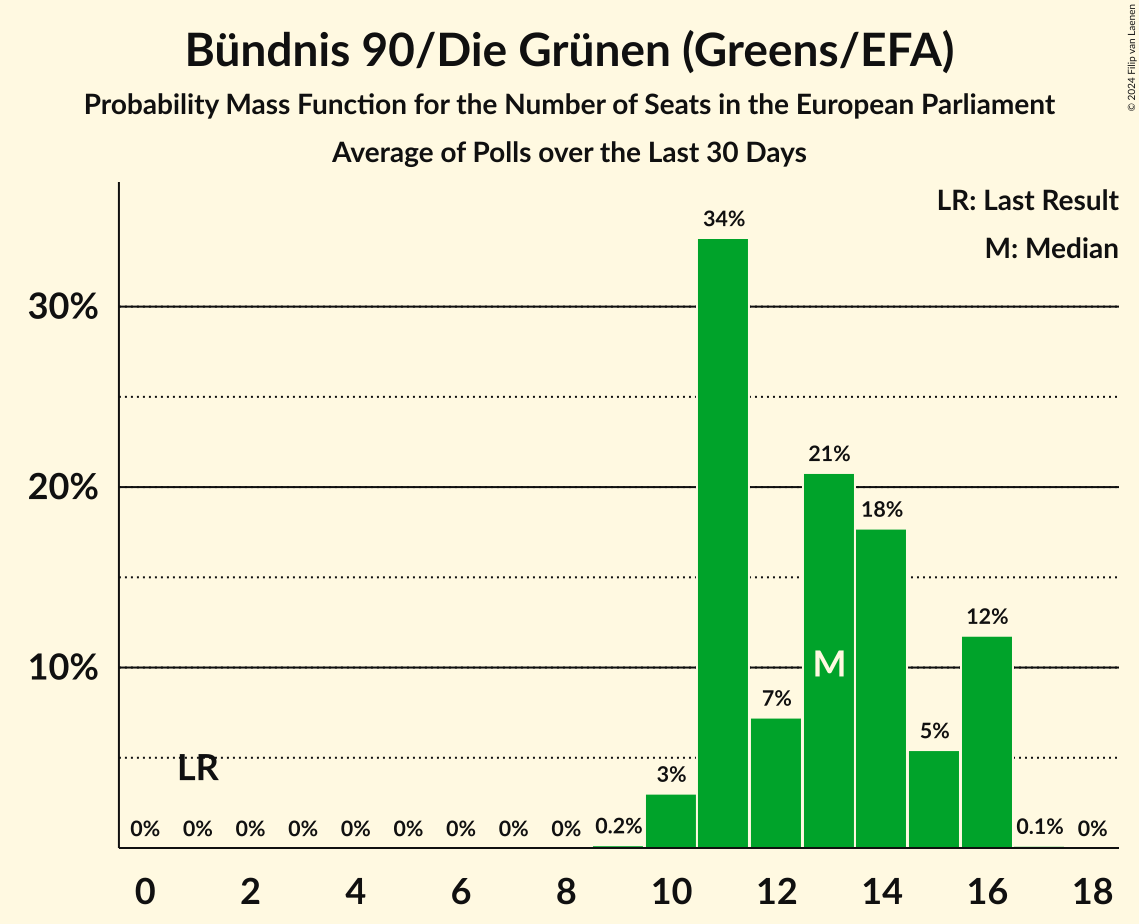 Bündnis 90/Die Grünen (Greens/EFA)
Probability Mass Function for the Number of Seats in the European Parliament
Average of Polls over the Last 30 Days
© 2024 Filip van Laenen
LR: Last Result
M: Median
34%
30%
21%
20%
18%
12%
10%
M
7%
5%
LR
3%
0% 0% 0% 0% 0% 0% 0% 0% 0% 0.2% 0.1% 0%
0 2 4 6 8 10 12 14 16 18